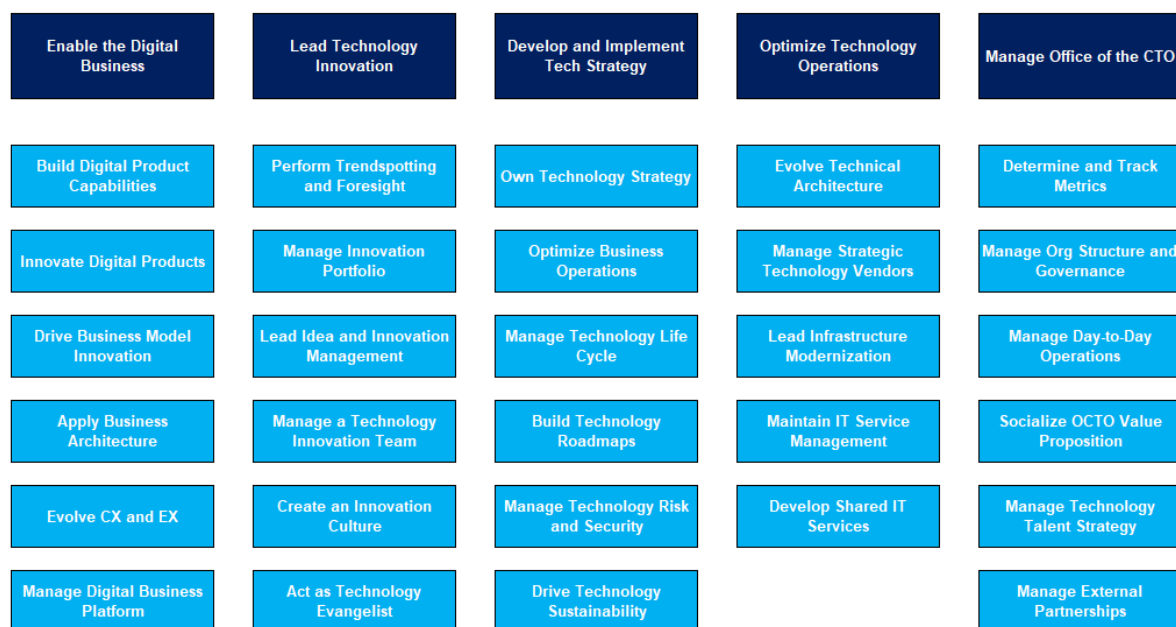 Enable the Digital
Business
Lead Technology
Innovation
Develop and Implement
Tech Strategy
Optimize Technology
Operations
Manage Office of the CTO
Build Digital Product
Capabilities
Perform Trendspotting
and Foresight
Own Technology Strategy
Evolve Technical
Architecture
Determine and Track
Metrics
Innovate Digital Products
Manage Innovation
Portfolio
Optimize Business
Operations
Manage Strategic
Technology Vendors
Manage Org Structure and
Governance
Drive Business Model
Innovation
Lead Idea and Innovation
Management
Manage Technology Life
Cycle
Lead Infrastructure
Modernization
Manage Day-to-Day
Operations
Apply Business
Architecture
Manage a Technology
Innovation Team
Build Technology
Roadmaps
Maintain IT Service
Management
Socialize OCTO Value
Proposition
Evolve CX and EX
Create an Innovation
Culture
Manage Technology Risk
and Security
Develop Shared IT
Services
Manage Technology
Talent Strategy
Manage Digital Business
Platform
Act as Technology
Evangelist
Drive Technology
Sustainability
Manage External
Partnerships